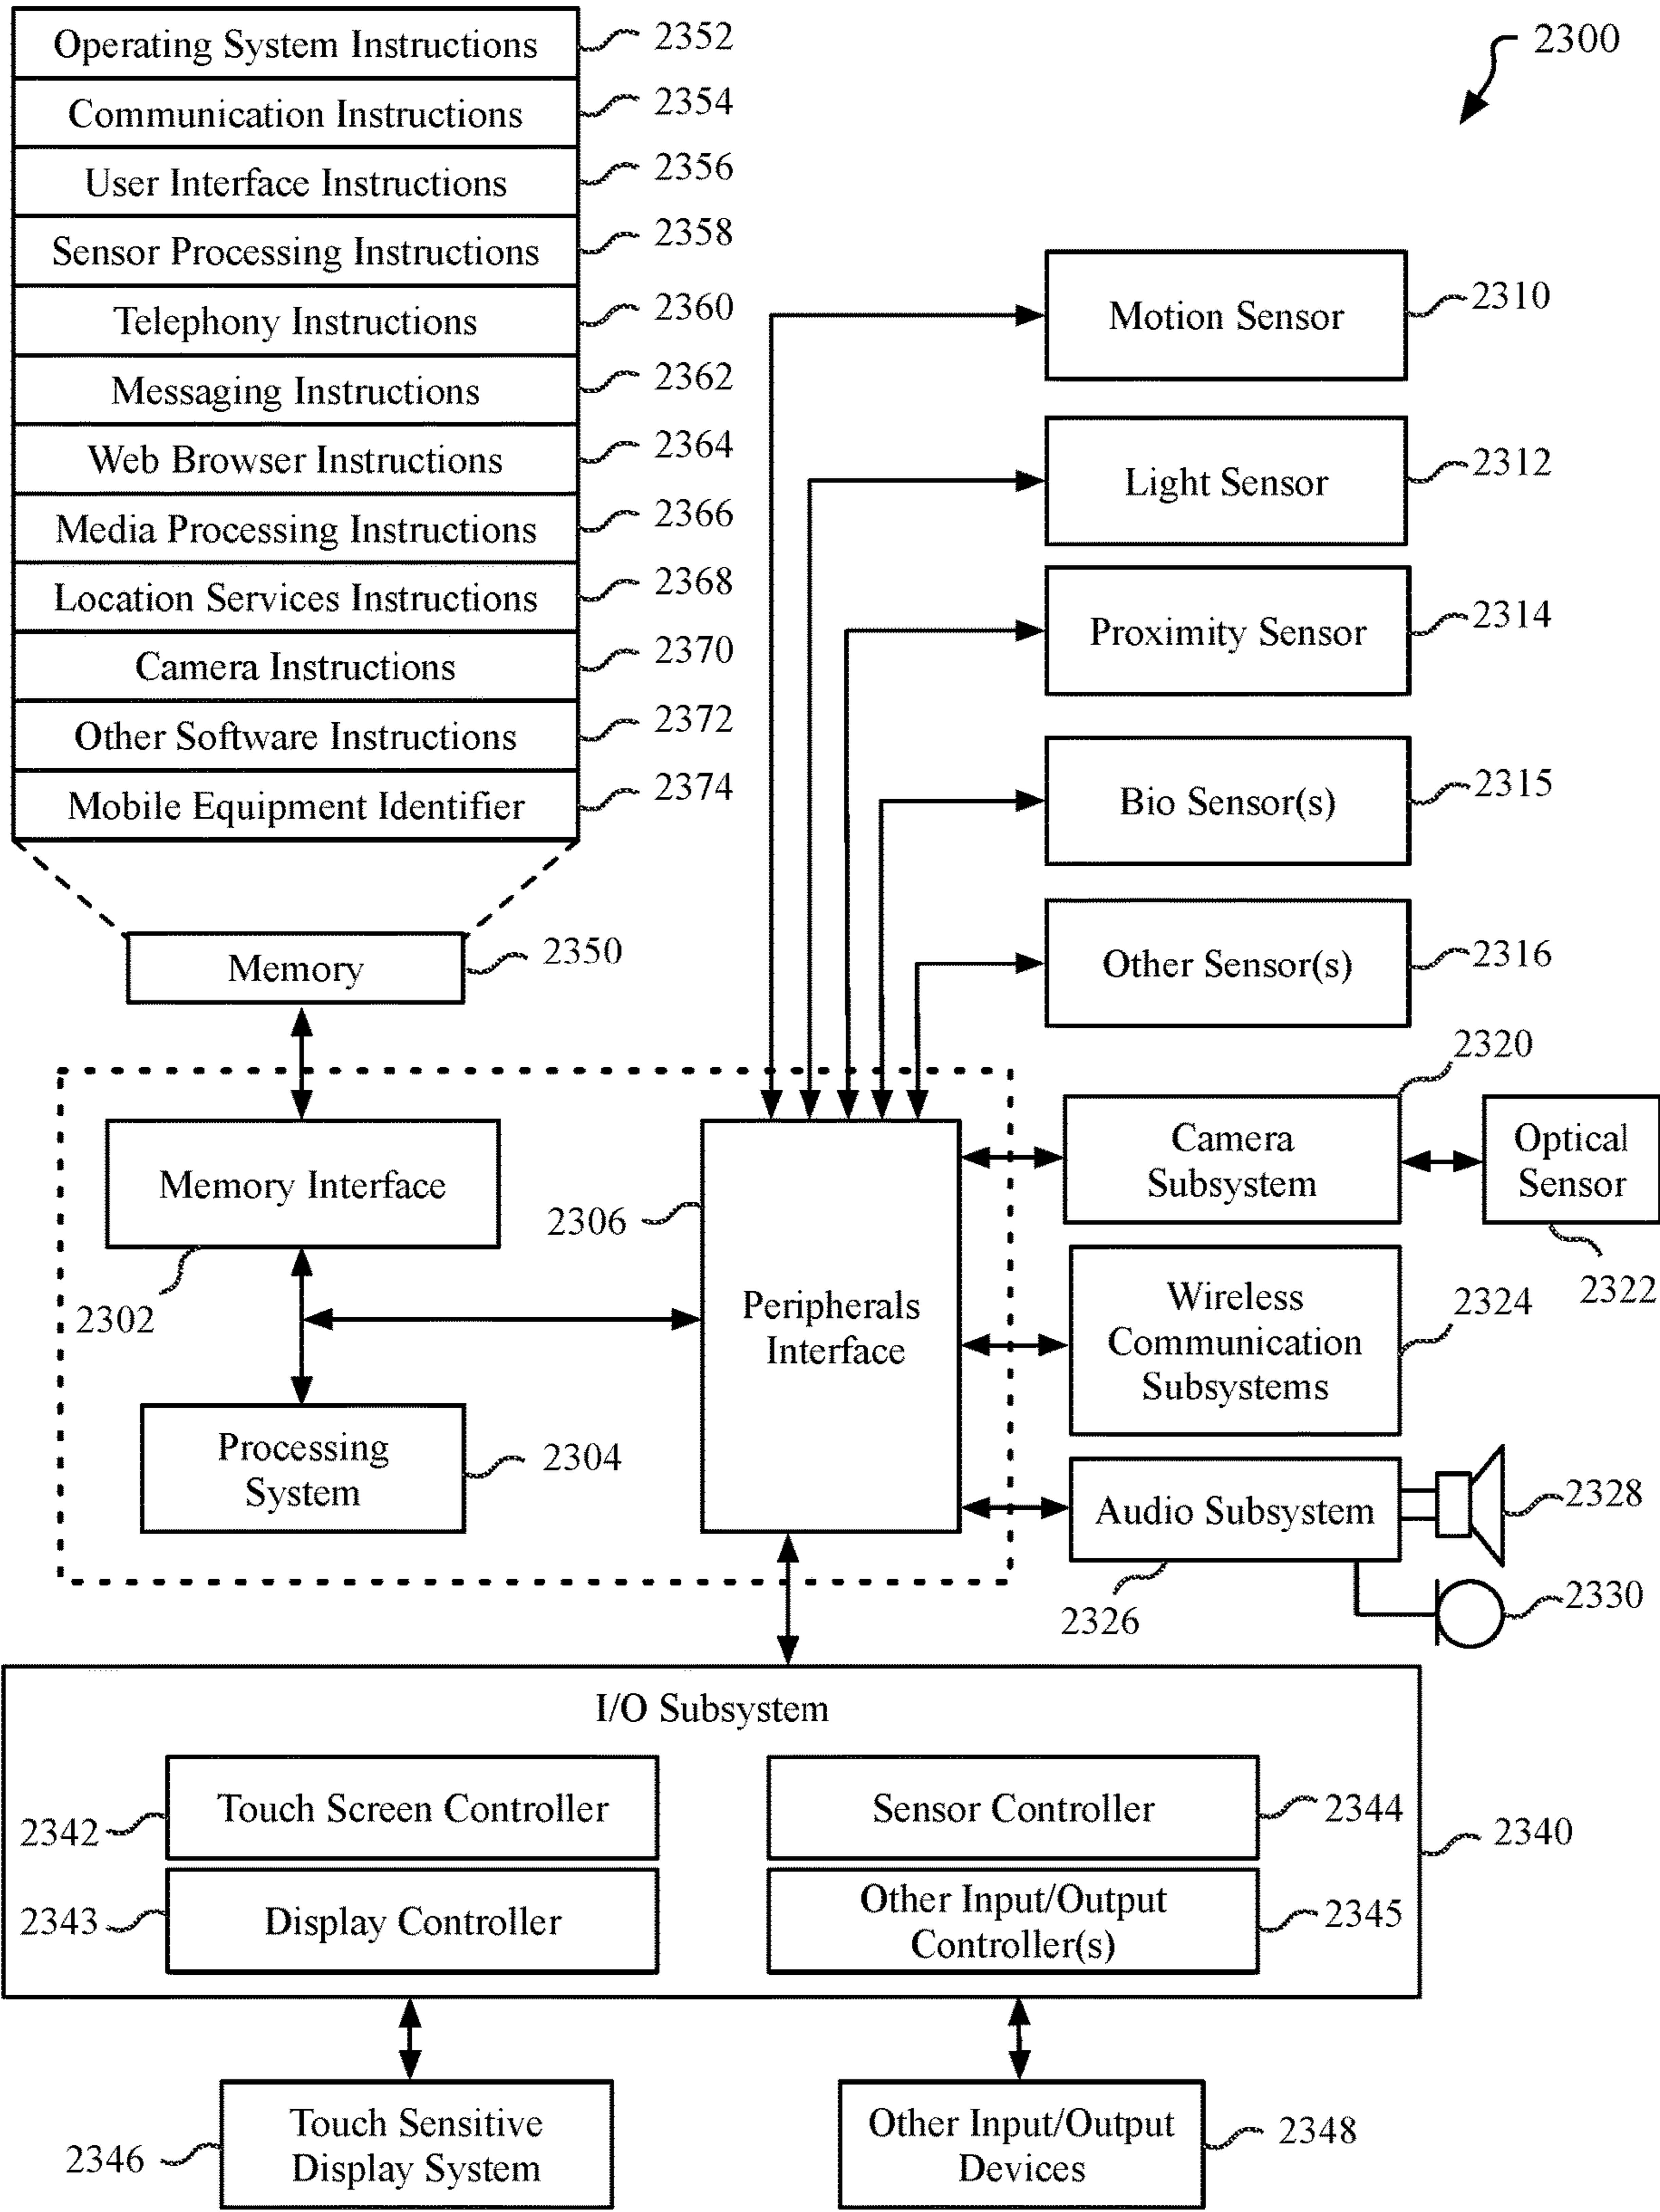 Operating System Instructions
2352
2300
Communication Instructions
2354
User Interface Instructions
2356
Sensor Processing Instructions
2358
Telephony Instructions
2360
Messaging Instructions
2362
Web Browser Instructions
2364
Media Processing Instructions
2366
Location Services Instructions
2368
Camera Instructions
2370
Other Software Instructions
2372
Mobile Equipment Identifier
2374
Memory
2350
Motion Sensor
2310
Light Sensor
2312
Proximity Sensor
2314
Bio Sensor(s)
2315
Other Sensor(s)
2316
Memory Interface
2302
Processing
System
2304
2306
Peripherals
Interface
2320
Camera
Subsystem
Optical
Sensor
2322
Wireless
Communication
Subsystems
2324
Audio Subsystem
2326
2328
2330
I/O Subsystem
2340
Touch Screen Controller
2342
Display Controller
2343
Sensor Controller
2344
Other Input/Output
Controller(s)
2345
Touch Sensitive
Display System
2346
Other Input/Output
Devices
2348